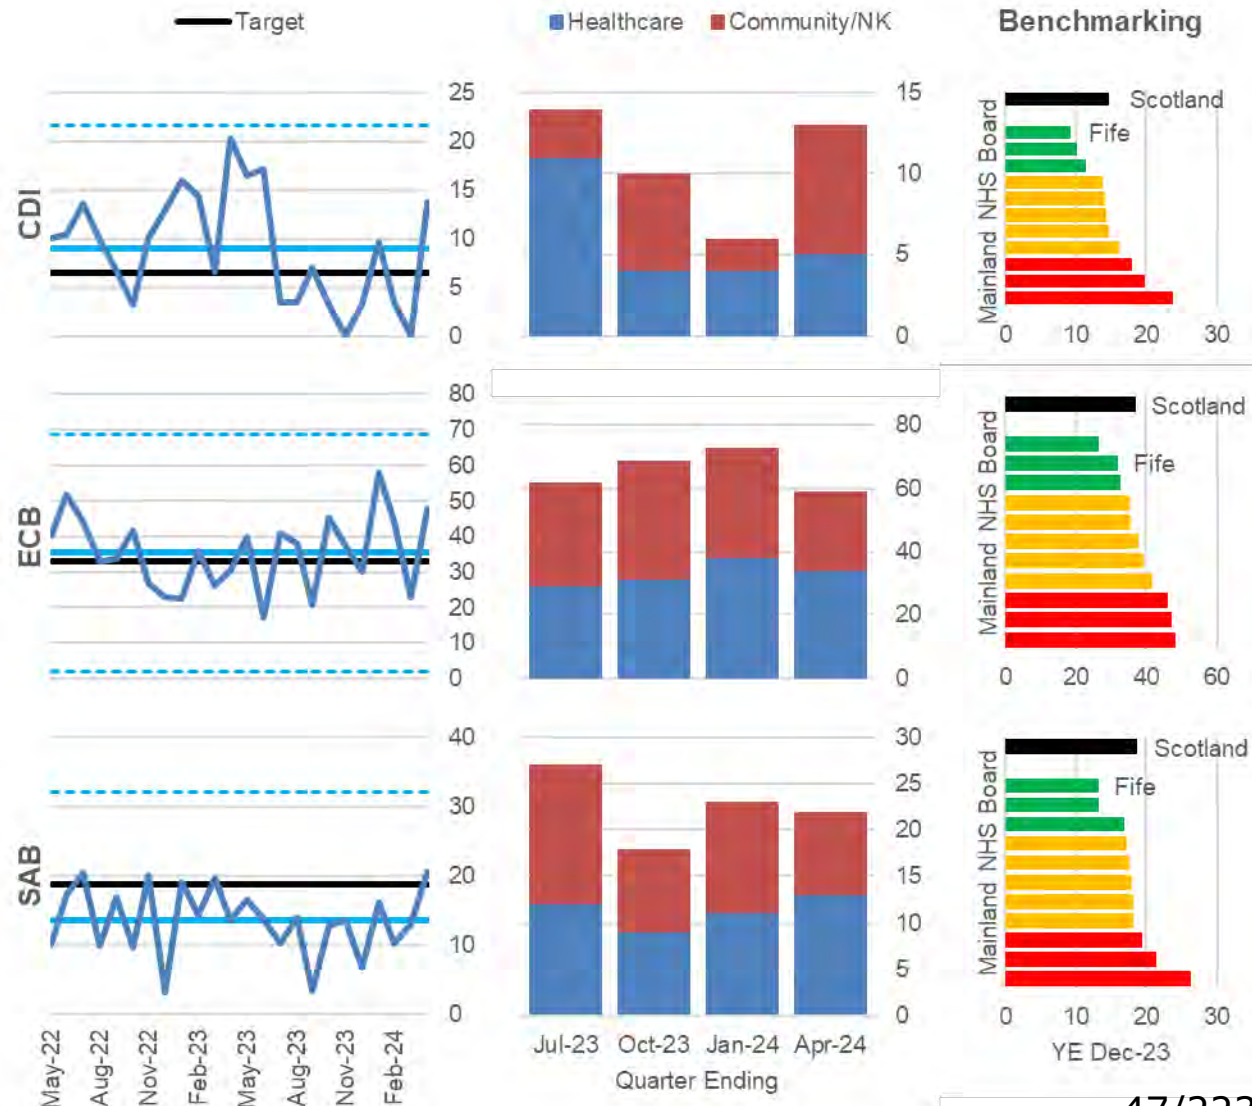 Target
Healthcare Community/NK
Benchmarking
CDI
25
20
15
10
5
0
15
10
5
0
Mainland NHS Board
Scotland
Fife
0 10 20 30
ECB
80
70
60
50
40
30
20
10
0
80
60
40
20
0
Mainland NHS Board
Scotland
Fife
0 20 40 60
SAB
40
30
20
10
0
30
25
20
15
10
5
0
Mainland NHS Board
Scotland
Fife
0 10 20 30
May-22 Aug-22 Nov-22 Feb-23 May-23 Aug-23 Nov-23 Feb-24
Jul-23 Oct-23 Jan-24 Apr-24
Quarter Ending
YE Dec-23